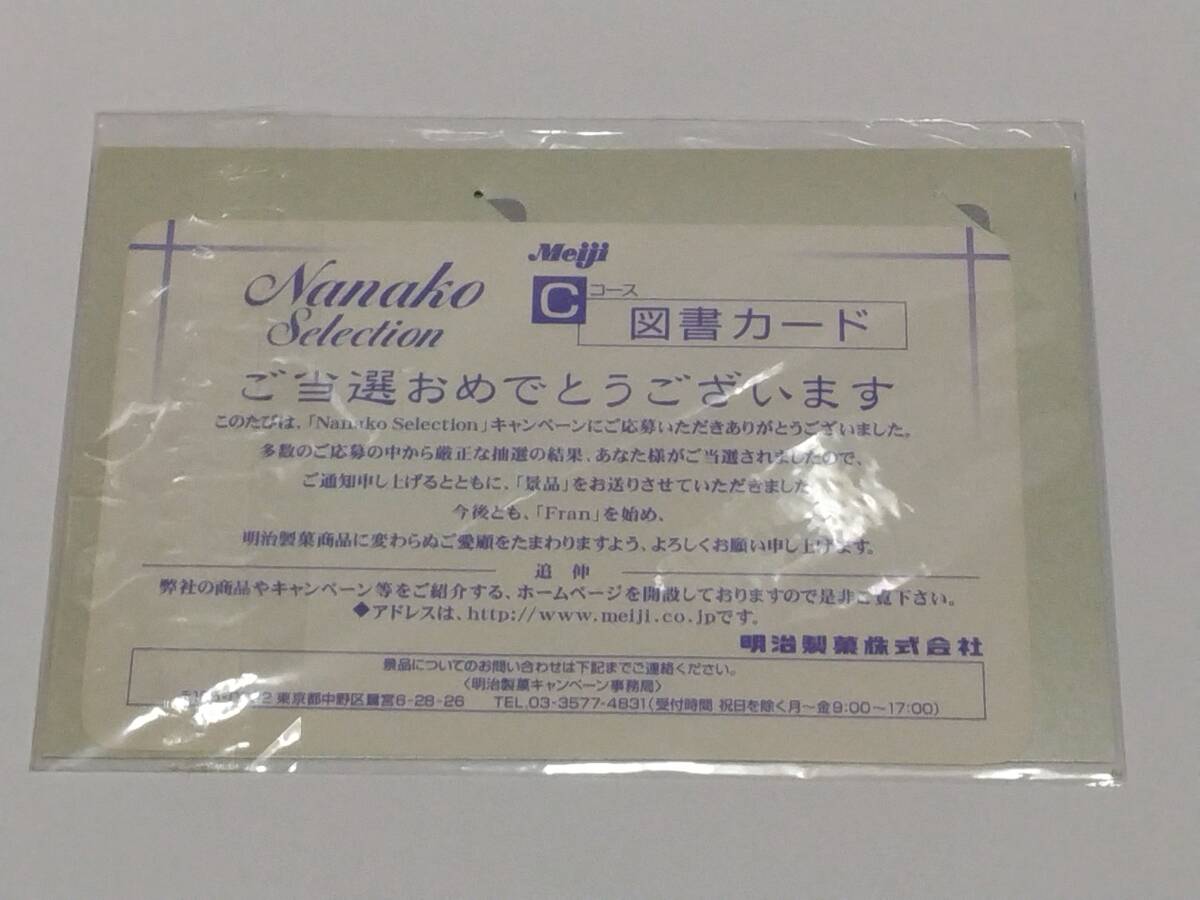 Meiji
Nanako
Selection
C コース
図書カード
ご当選おめでとうございます
このたびは、「Nanako Selection」キャンペーンにご応募いただきありがとうございました。
多数のご応募の中から厳正な抽選の結果、あなた様がご当選されましたので、
ご通知申し上げるとともに、「景品」をお送りさせていただきました
今後とも、「Fran」を始め、
明治製菓商品に変わらぬご愛顧をたまわりますよう、よろしくお願い申し上げます。
追伸
弊社の商品やキャンペーン等をご紹介する、ホームページを開設しておりますので是非ご覧下さい。
◆アドレスは、http://www.meiji.co.jpです。
明治製菓株式会社
景品についてのお問い合わせは下記までご連絡ください。
〈明治製菓キャンペーン事務局〉
東京都中野区鷺宮6-28-26 TEL.03-3577-4831(受付時間 祝日を除く月〜金9:00〜17:00)